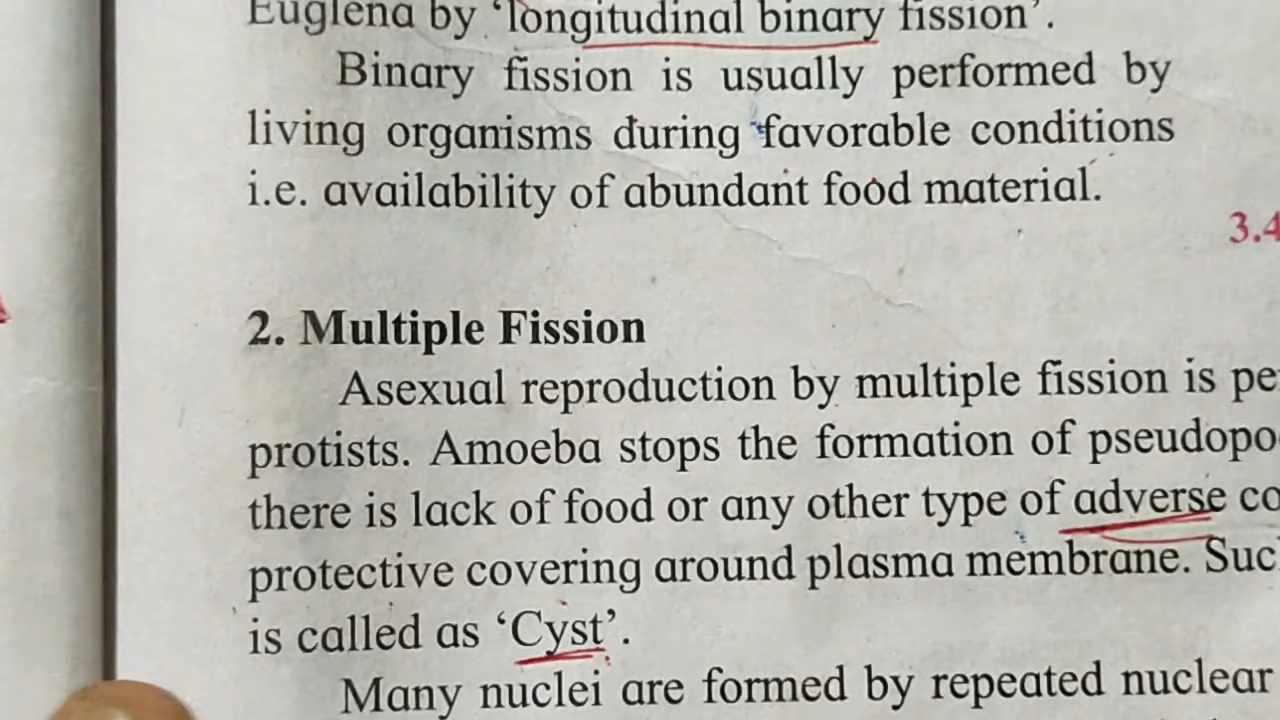 Euglena by ‘longitudinal binary fission’.
Binary fission is usually performed by
living organisms during favorable conditions
i.e. availability of abundant food material.
3.4
2. Multiple Fission
Asexual reproduction by multiple fission is pe
protists. Amoeba stops the formation of pseudopo
there is lack of food or any other type of adverse co
protective covering around plasma membrane. Suc
is called as ‘Cyst’.
Many nuclei are formed by repeated nuclear